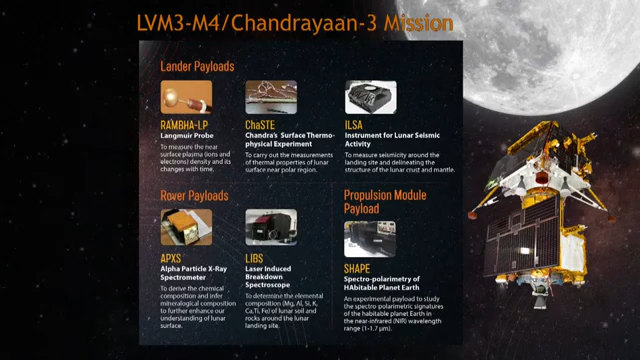 LVM3-M4/Chandrayaan-3 Mission
Lander Payloads
RAMBHA-LP
Langmuir Probe
To measure the near
surface plasma (ions and
electrons) density and its
changes with time.
ChaSTE
Chandra's Surface Thermo-
physical Experiment
To carry out the measurements
of thermal properties of lunar
surface near polar region.
ILSA
Instrument for Lunar Seismic
Activity
To measure seismicity around the
landing site and delineating the
structure of the lunar crust and mantle.
Rover Payloads
APXS
Alpha Particle X-Ray
Spectrometer
To derive the chemical
composition and infer
mineralogical composition
to further enhance our
understanding of lunar
surface.
LIBS
Laser Induced
Breakdown
Spectroscope
To determine the elemental
composition (Mg, Al, Si, K,
Ca,Ti, Fe) of lunar soil and
rocks around the lunar
landing site.
Propulsion Module
Payload
SHAPE
Spectro-polarimetry of
HAbitable Planet Earth
An experimental payload to study
the spectro polarimetric signatures
of the habitable planet Earth in
the near-infrared (NIR) wavelength
range (1-1.7 μm).